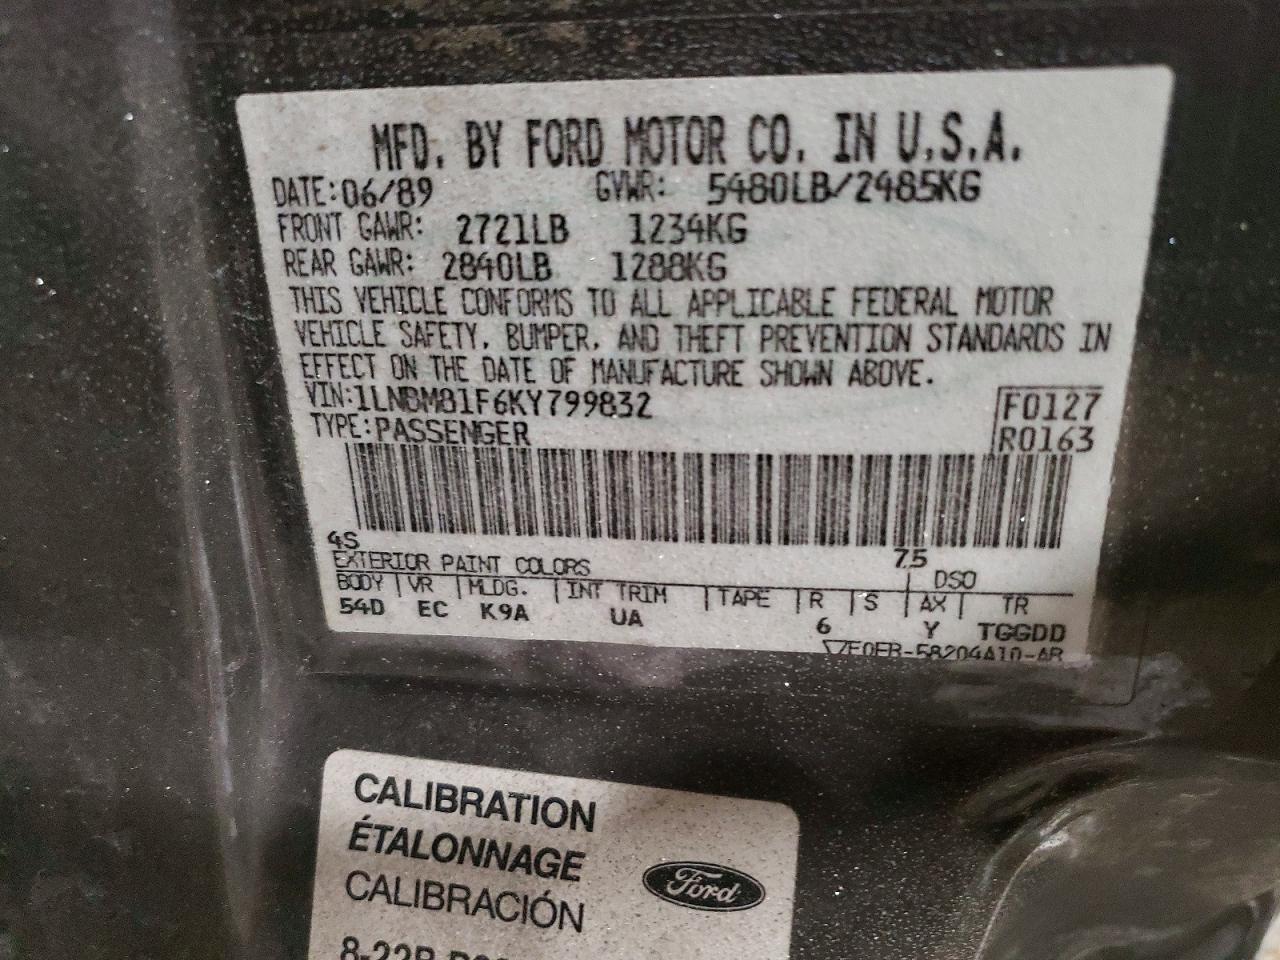 MFD. BY FORD MOTOR CO. IN U.S.A.
DATE:06/89 GVWR: 5480LB/2485KG
FRONT GAWR: 2721LB 1234KG
REAR GAWR: 2840LB 1288KG
THIS VEHICLE CONFORMS TO ALL APPLICABLE FEDERAL MOTOR
VEHICLE SAFETY, BUMPER, AND THEFT PREVENTION STANDARDS IN
EFFECT ON THE DATE OF MANUFACTURE SHOWN ABOVE.
VIN:1LNBM81F6KY799832 F0127
TYPE:PASSENGER R0163
4S 75
EXTERIOR PAINT COLORS DSO
BODY VR MLDG. INT TRIM TAPE R S AX TR
54D EC K9A UA 6 Y TGGDD
CALIBRATION
ÉTALONNAGE
CALIBRACIÓN
Ford